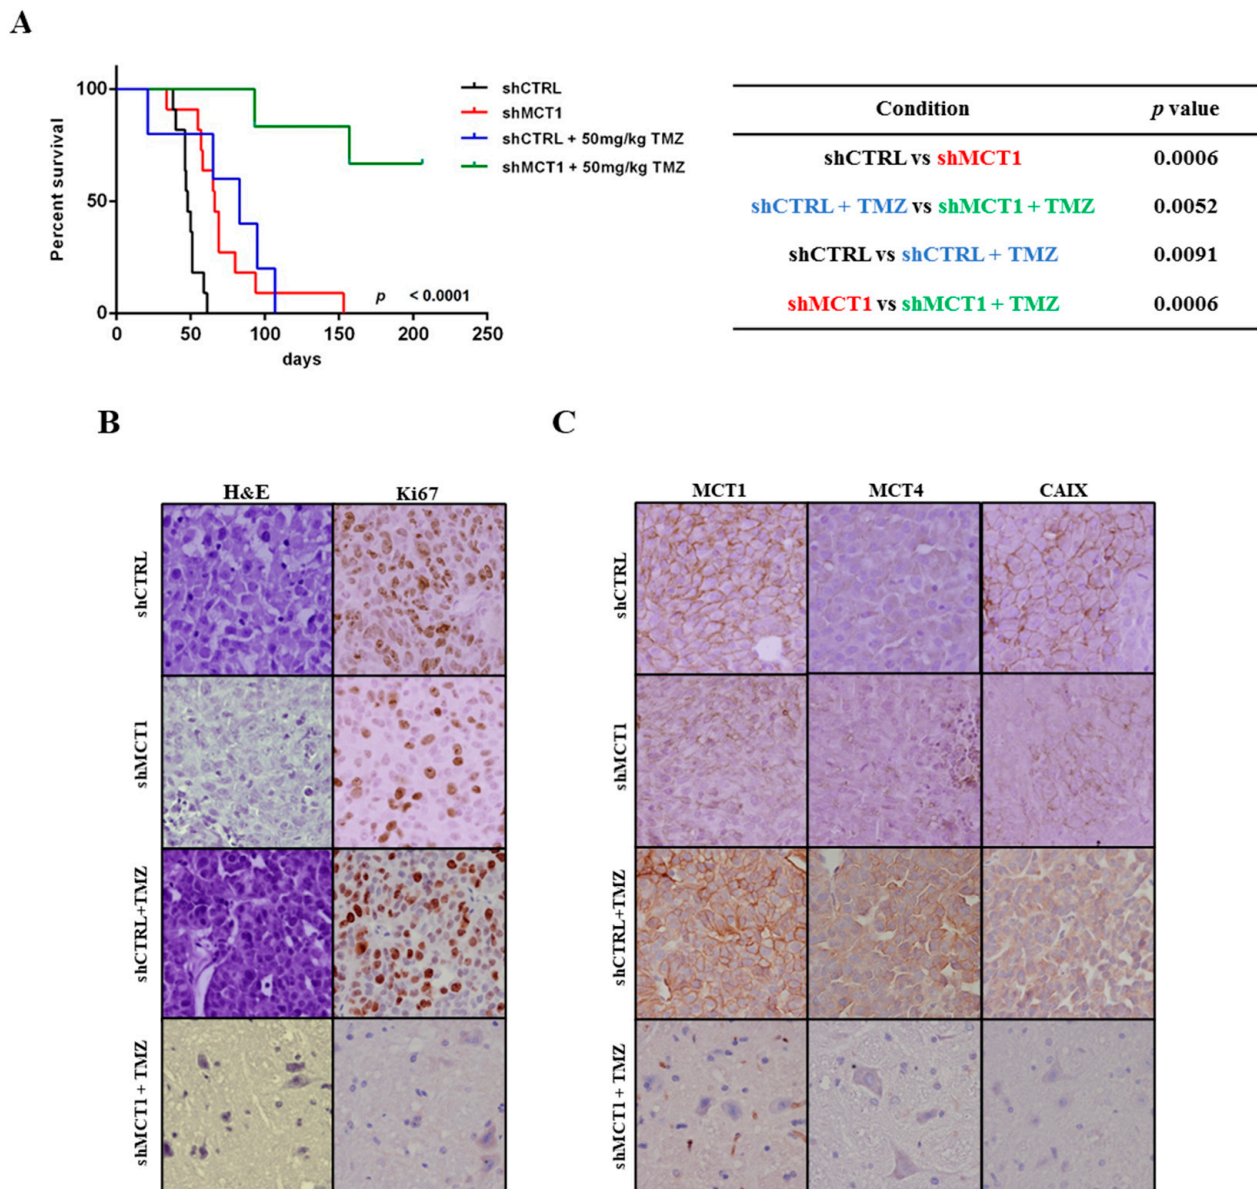 A
100
50
0
Percent survival
0 50 100 150 200 250
days
p < 0.0001
shCTRL
shMCT1
shCTRL + 50mg/kg TMZ
shMCT1 + 50mg/kg TMZ
Condition p value
shCTRL vs shMCT1 0.0006
shCTRL + TMZ vs shMCT1 + TMZ 0.0052
shCTRL vs shCTRL + TMZ 0.0091
shMCT1 vs shMCT1 + TMZ 0.0006
B
H&E Ki67
shCTRL
shMCT1
shCTRL+TMZ
shMCT1 + TMZ
C
MCT1 MCT4 CAIX
shCTRL
shMCT1
shCTRL+TMZ
shMCT1 + TMZ